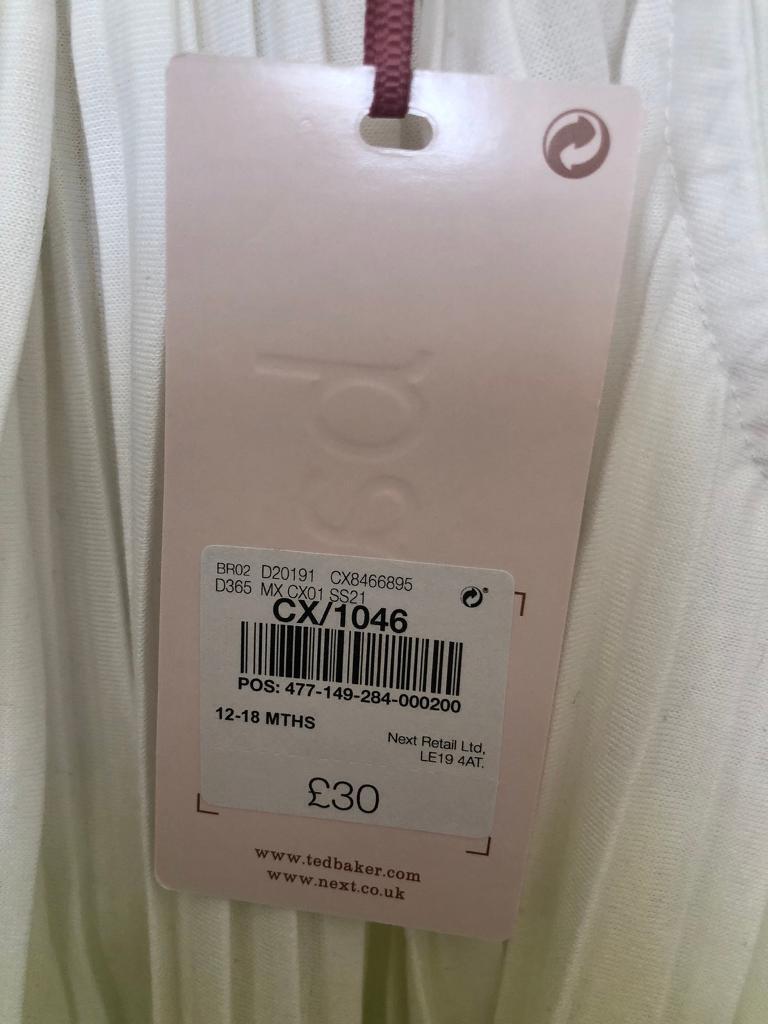 BR02 D20191 CX8466895
D365 MX CX01 SS21
CX/1046
POS: 477-149-284-000200
12-18 MTHS
Next Retail Ltd,
LE19 4AT.
£30
www.tedbaker.com
www.next.co.uk